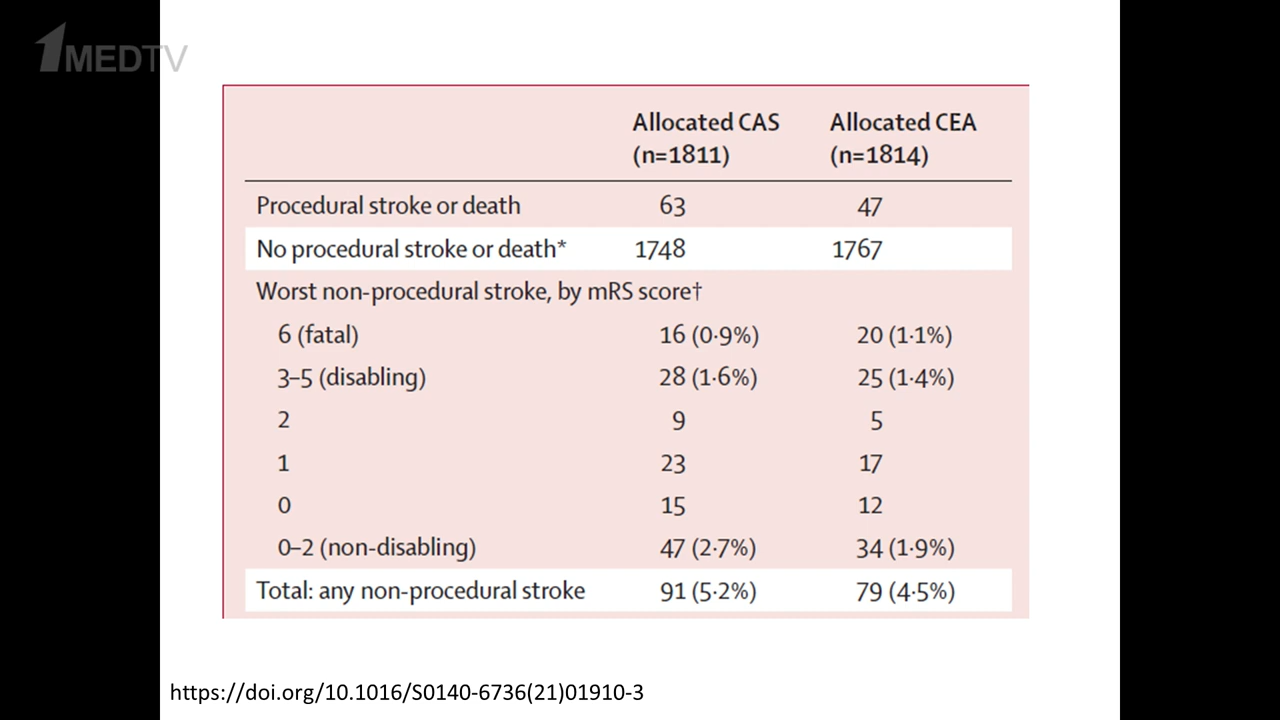 1MEDTV
Allocated CAS Allocated CEA
(n=1811) (n=1814)
Procedural stroke or death 63 47
No procedural stroke or death* 1748 1767
Worst non-procedural stroke, by mRS score†
6 (fatal) 16 (0·9%) 20 (1·1%)
3–5 (disabling) 28 (1·6%) 25 (1·4%)
2 9 5
1 23 17
0 15 12
0–2 (non-disabling) 47 (2·7%) 34 (1·9%)
Total: any non-procedural stroke 91 (5·2%) 79 (4·5%)
https://doi.org/10.1016/S0140-6736(21)01910-3